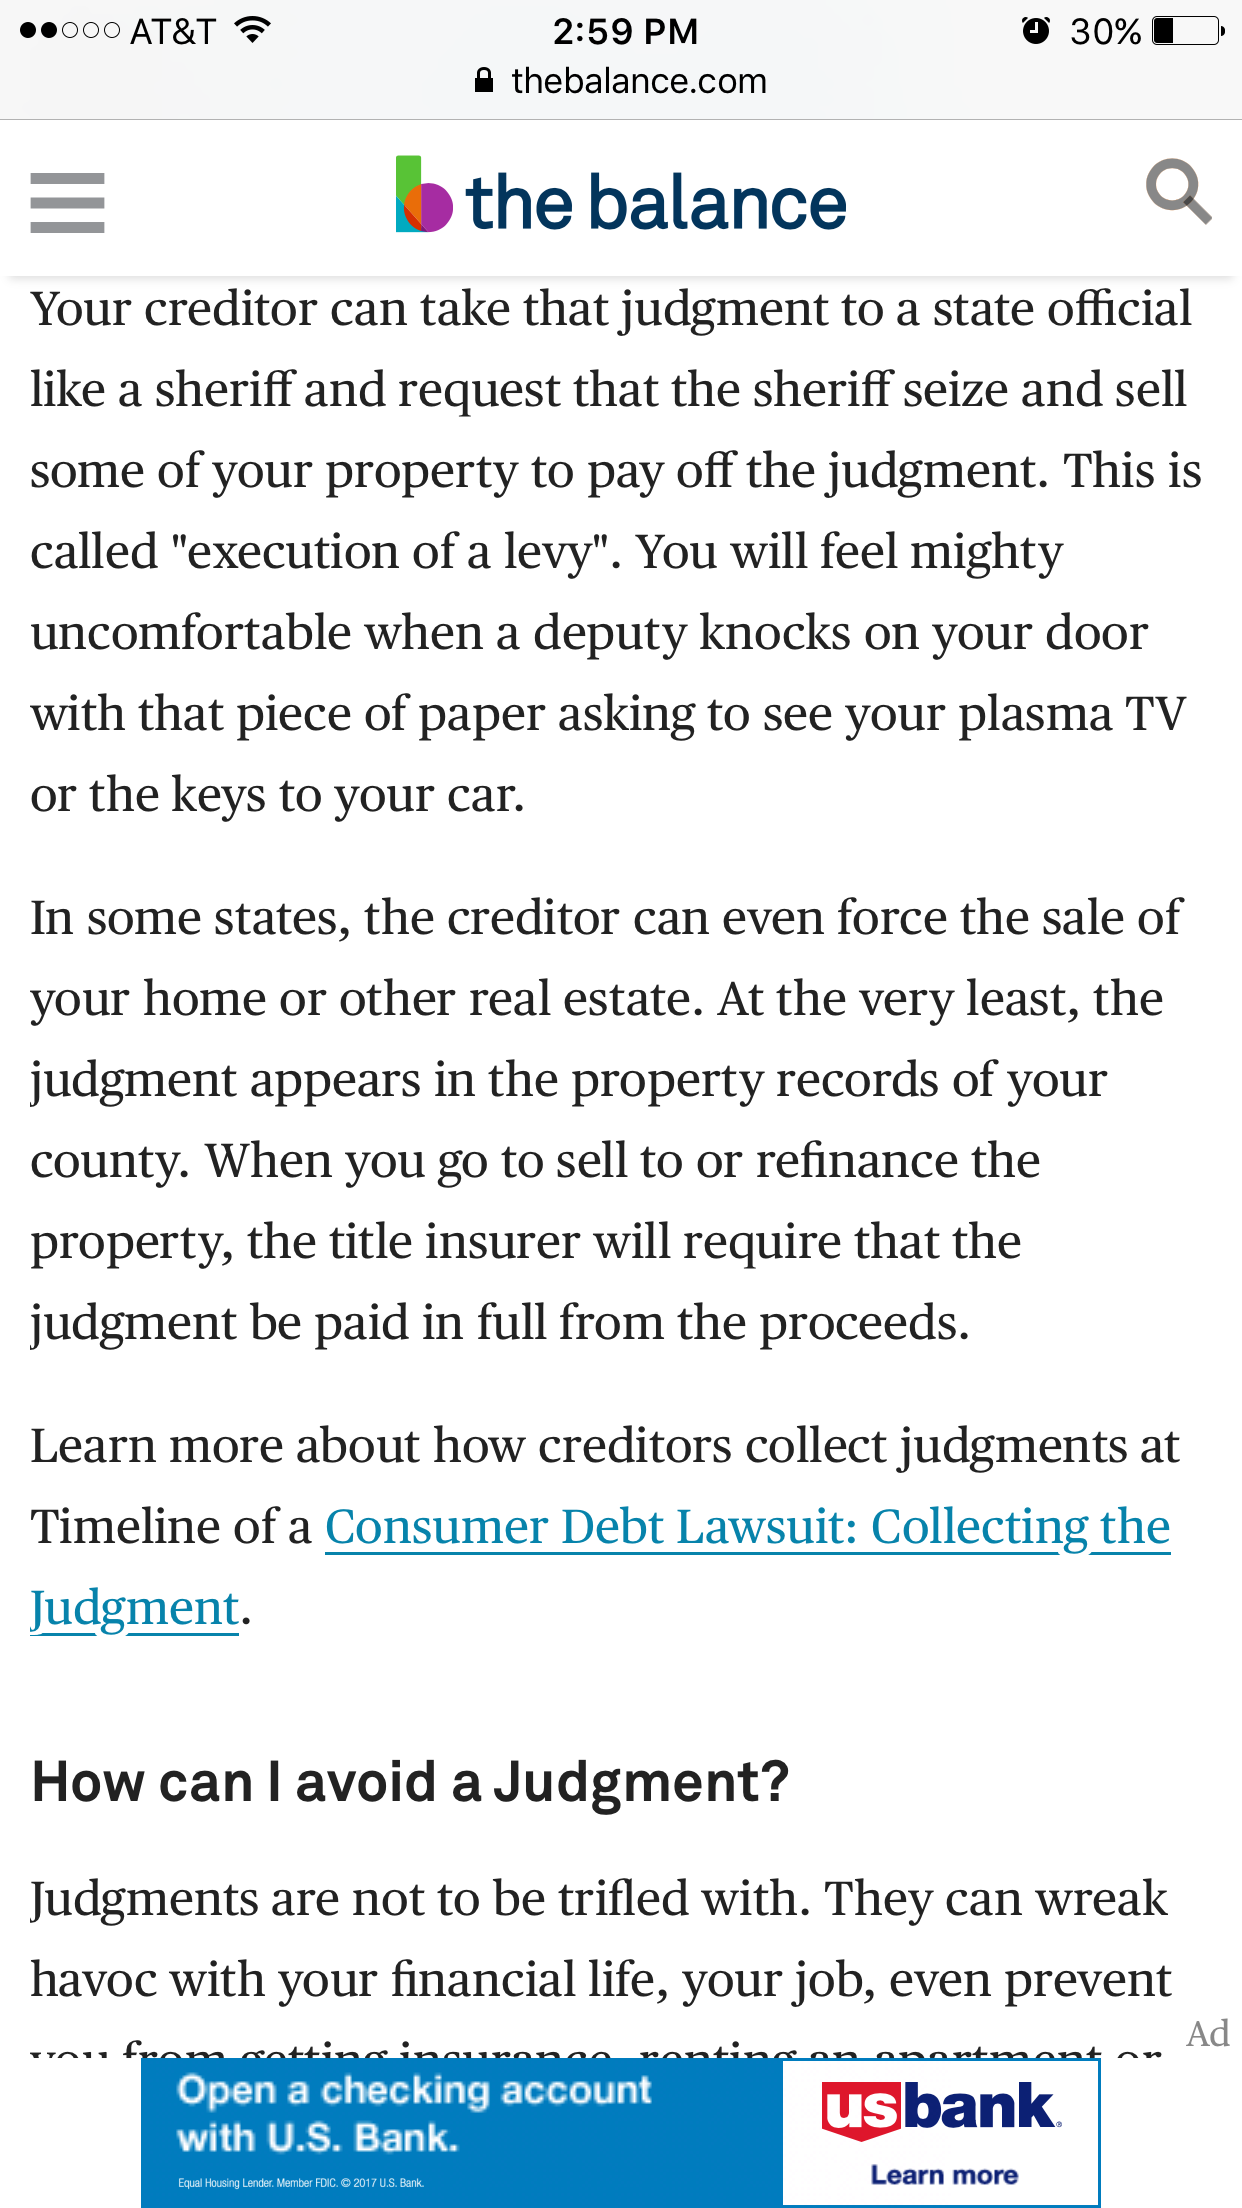 AT&T 2:59 PM 30%
thebalance.com
the balance
Your creditor can take that judgment to a state official
like a sheriff and request that the sheriff seize and sell
some of your property to pay off the judgment. This is
called "execution of a levy". You will feel mighty
uncomfortable when a deputy knocks on your door
with that piece of paper asking to see your plasma TV
or the keys to your car.
In some states, the creditor can even force the sale of
your home or other real estate. At the very least, the
judgment appears in the property records of your
county. When you go to sell to or refinance the
property, the title insurer will require that the
judgment be paid in full from the proceeds.
Learn more about how creditors collect judgments at
Timeline of a Consumer Debt Lawsuit: Collecting the
Judgment.
How can I avoid a Judgment?
Judgments are not to be trifled with. They can wreak
havoc with your financial life, your job, even prevent
you from getting insurance, renting an apartment or
Ad
Open a checking account
with U.S. Bank.
Equal Housing Lender. Member FDIC. © 2017 U.S. Bank.
usbank.
Learn more